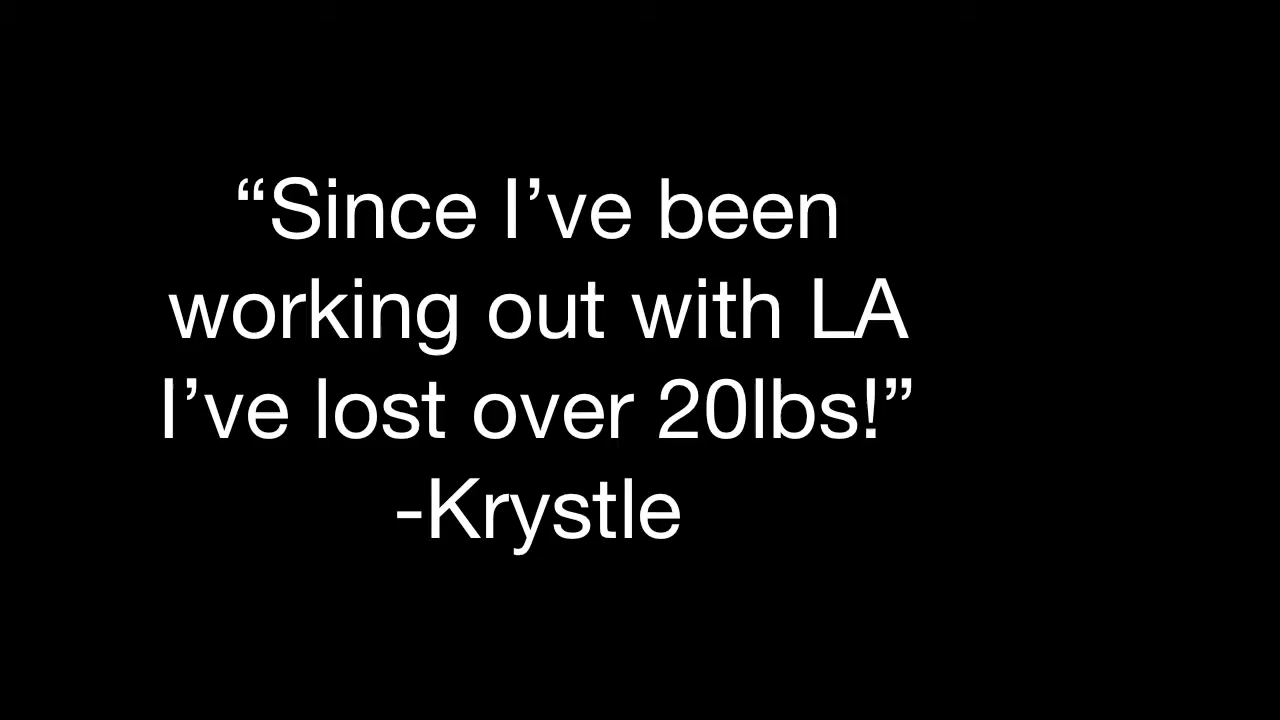 “Since I’ve been
working out with LA
I’ve lost over 20lbs!”
-Krystle